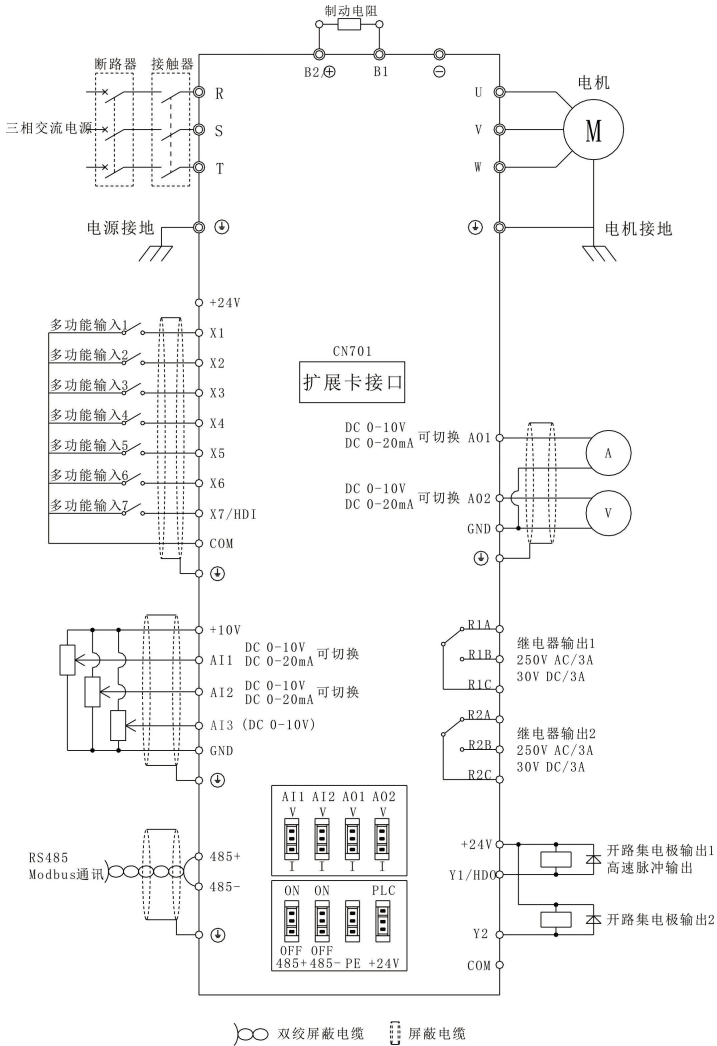 制动电阻
断路器 接触器
B2/⊕ B1 ⊖
电机
R
U
三相交流电源
S
V
M
T
W
电源接地
电机接地
+24V
多功能输入1
X1
多功能输入2
X2
CN701
扩展卡接口
多功能输入3
X3
多功能输入4
X4
DC 0-10V
DC 0-20mA 可切换 AO1
多功能输入5
X5
A
多功能输入6
X6
DC 0-10V
DC 0-20mA 可切换 AO2
多功能输入7
X7/HDI
V
GND
COM
+10V
R1A
继电器输出1
AI1 DC 0-10V
DC 0-20mA 可切换
R1B
250V AC/3A
30V DC/3A
R1C
AI2 DC 0-10V
DC 0-20mA 可切换
AI3 (DC 0-10V)
R2A
继电器输出2
GND
R2B
250V AC/3A
30V DC/3A
R2C
AI1 AI2 AO1 AO2
V V V V
I I I I
+24V
开路集电极输出1
高速脉冲输出
Y1/HDO
RS485
Modbus通讯
485+
485-
ON ON PLC
OFF OFF
485+ 485- PE +24V
开路集电极输出2
Y2
COM
双绞屏蔽电缆 屏蔽电缆